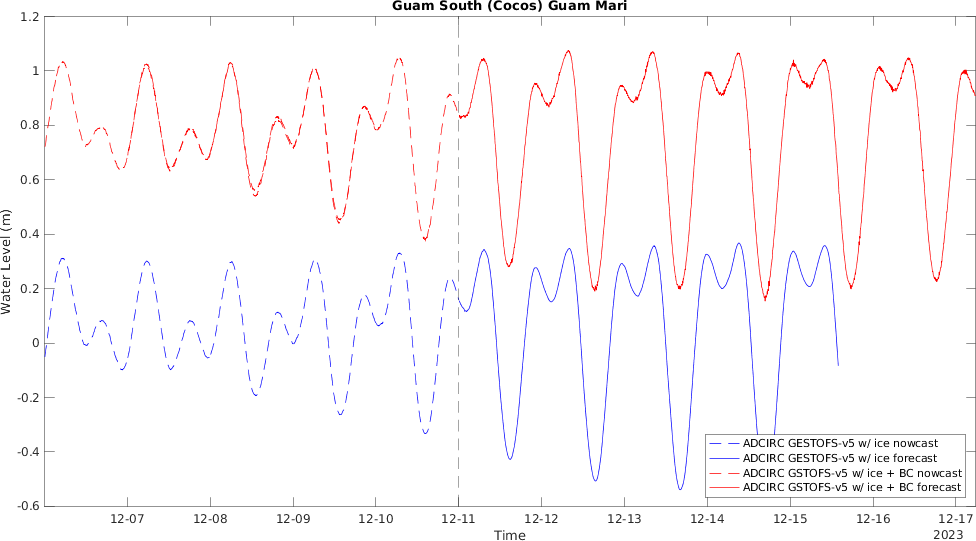 Guam South (Cocos) Guam Mari
1.2
1
0.8
0.6
0.4
0.2
0
-0.2
-0.4
-0.6
Water Level (m)
ADCIRC GESTOFS-v5 w/ ice nowcast
ADCIRC GESTOFS-v5 w/ ice forecast
ADCIRC GSTOFS-v5 w/ ice + BC nowcast
ADCIRC GSTOFS-v5 w/ ice + BC forecast
12-07 12-08 12-09 12-10 12-11 12-12 12-13 12-14 12-15 12-16 12-17
Time
2023